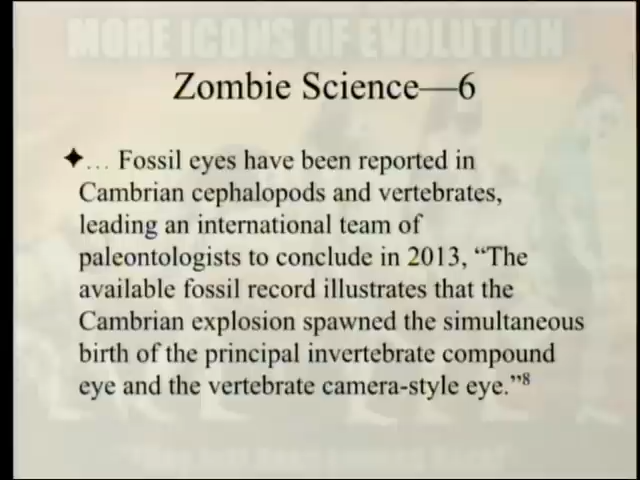 MORE ICONS OF EVOLUTION
Zombie Science—6
✦… Fossil eyes have been reported in
Cambrian cephalopods and vertebrates,
leading an international team of
paleontologists to conclude in 2013, “The
available fossil record illustrates that the
Cambrian explosion spawned the simultaneous
birth of the principal invertebrate compound
eye and the vertebrate camera-style eye.”8